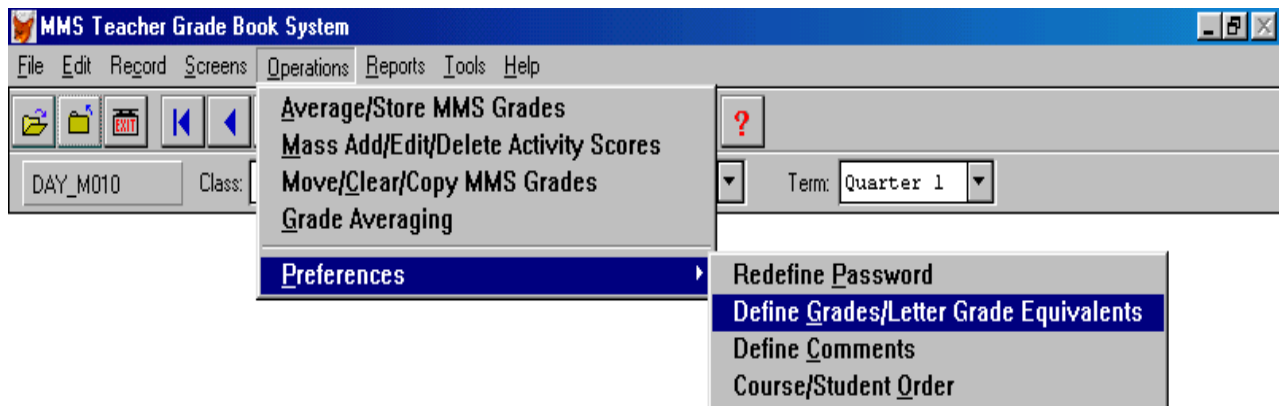 MMS Teacher Grade Book System
File Edit Record Screens Operations Reports Tools Help
EXIT ?
DAY_M010 Class: Term: Quarter 1
Average/Store MMS Grades
Mass Add/Edit/Delete Activity Scores
Move/Clear/Copy MMS Grades
Grade Averaging
Preferences
Redefine Password
Define Grades/Letter Grade Equivalents
Define Comments
Course/Student Order